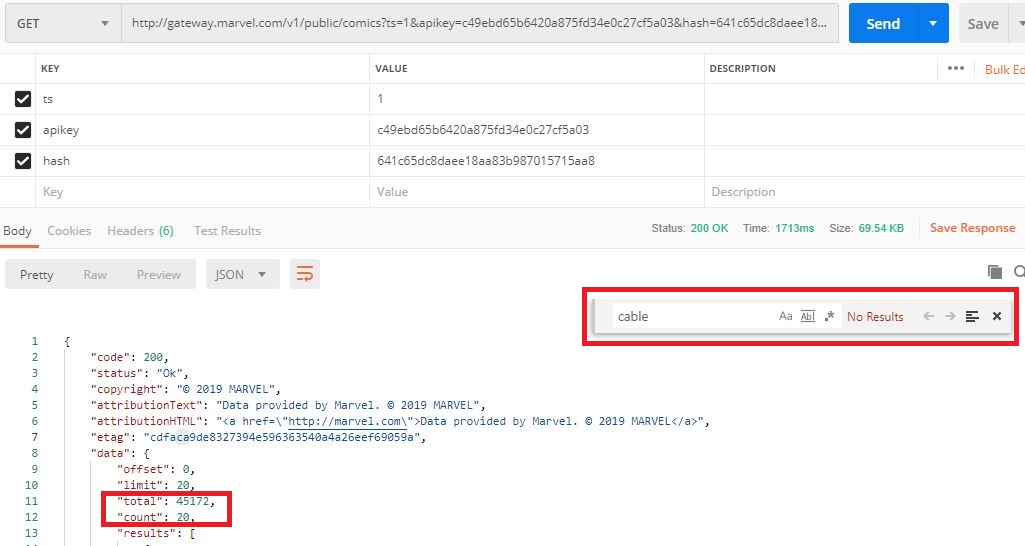 GET http://gateway.marvel.com/v1/public/comics?ts=1&apikey=c49ebd65b6420a875fd34e0c27cf5a03&hash=641c65dc8daee18... Send Save
KEY VALUE DESCRIPTION ••• Bulk Ed
ts 1
apikey c49ebd65b6420a875fd34e0c27cf5a03
hash 641c65dc8daee18aa83b987015715aa8
Key Value Description
Body Cookies Headers (6) Test Results Status: 200 OK Time: 1713ms Size: 69.54 KB Save Response
Pretty Raw Preview JSON
cable Aa Abl .* No Results
1 {
2 "code": 200,
3 "status": "Ok",
4 "copyright": "© 2019 MARVEL",
5 "attributionText": "Data provided by Marvel. © 2019 MARVEL",
6 "attributionHTML": "<a href=\"http://marvel.com\">Data provided by Marvel. © 2019 MARVEL</a>",
7 "etag": "cdfaca9de8327394e596363540a4a26eef69059a",
8 "data": {
9 "offset": 0,
10 "limit": 20,
11 "total": 45172,
12 "count": 20,
13 "results": [